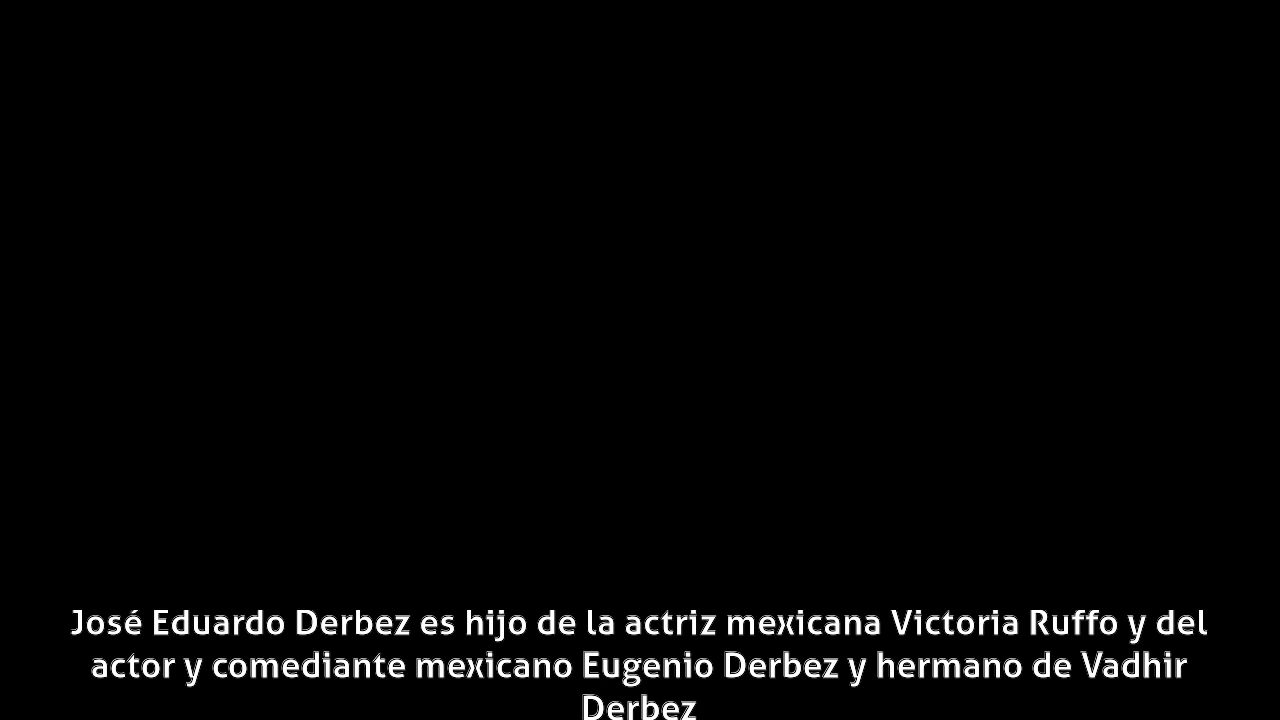 José Eduardo Derbez es hijo de la actriz mexicana Victoria Ruffo y del
actor y comediante mexicano Eugenio Derbez y hermano de Vadhir
Derbez